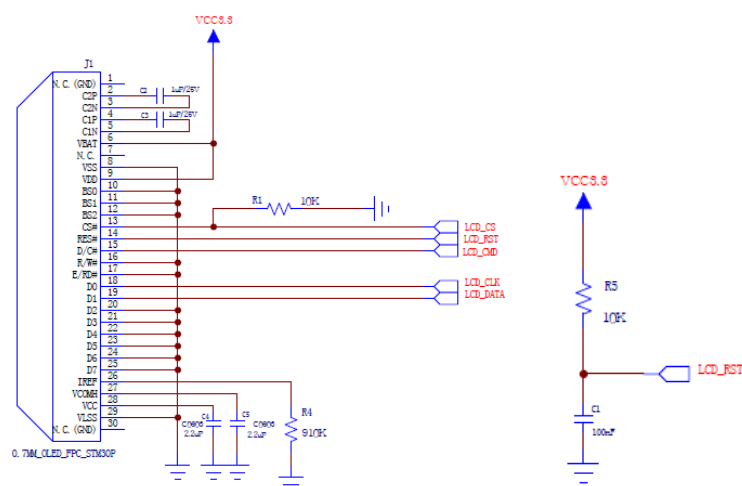 VCC3.3
J1
N.C.(GND) 1
C2P 2
C2N 3
C1P 4
C1N 5
VBAT 6
N.C. 7
VSS 8
VDD 9
BS0 10
BS1 11
BS2 12
CS# 13
RES# 14
D/C# 15
R/W# 16
E/RD# 17
D0 18
D1 19
D2 20
D3 21
D4 22
D5 23
D6 24
D7 25
IREF 26
VCOMH 27
VCC 28
VLSS 29
N.C.(GND) 30
0.7MM_OLED_FPC_STM30P
C2 1uF/25V
C3 1uF/25V
R1 10K
LCD_CS
LCD_RST
LCD_CMD
LCD_CLK
LCD_DATA
C4
C0805
2.2uF
C5
C0805
2.2uF
R4
910K
VCC3.3
R5
10K
LCD_RST
C1
100nF